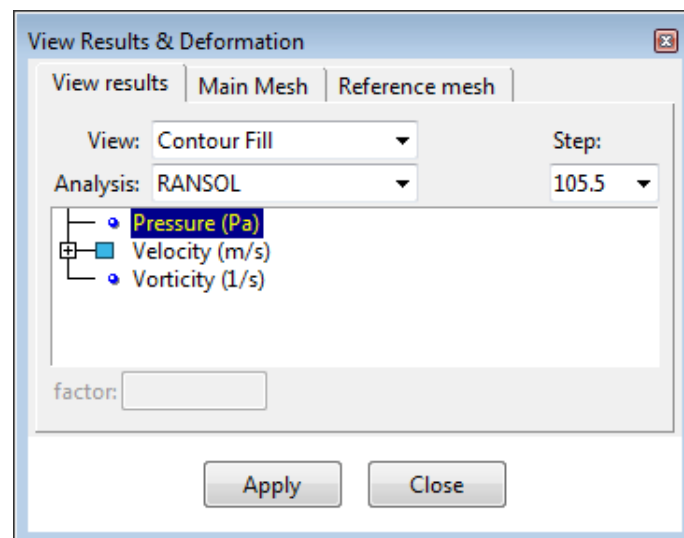 View Results & Deformation
View results Main Mesh Reference mesh
View: Contour Fill Step:
Analysis: RANSOL 105.5
Pressure (Pa)
Velocity (m/s)
Vorticity (1/s)
factor:
Apply Close